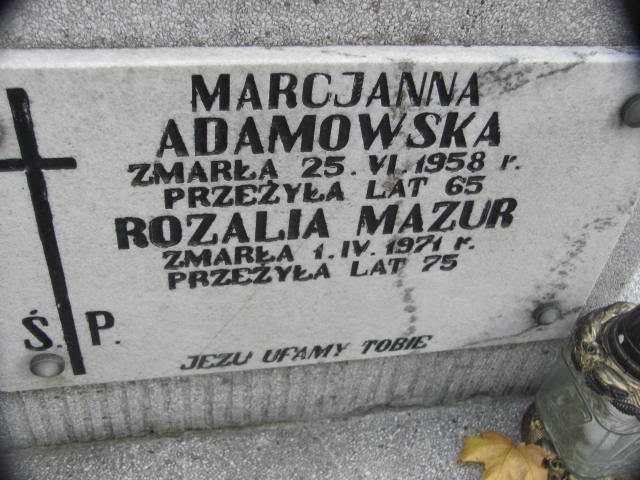 MARCJANNA
ADAMOWSKA
ZMARŁA 25. VI. 1958 r.
PRZEŻYŁA LAT 65
ROZALIA MAZUR
ZMARŁA 1. IV. 1971 r.
PRZEŻYŁA LAT 75
Ś. P.
JEZU UFAMY TOBIE